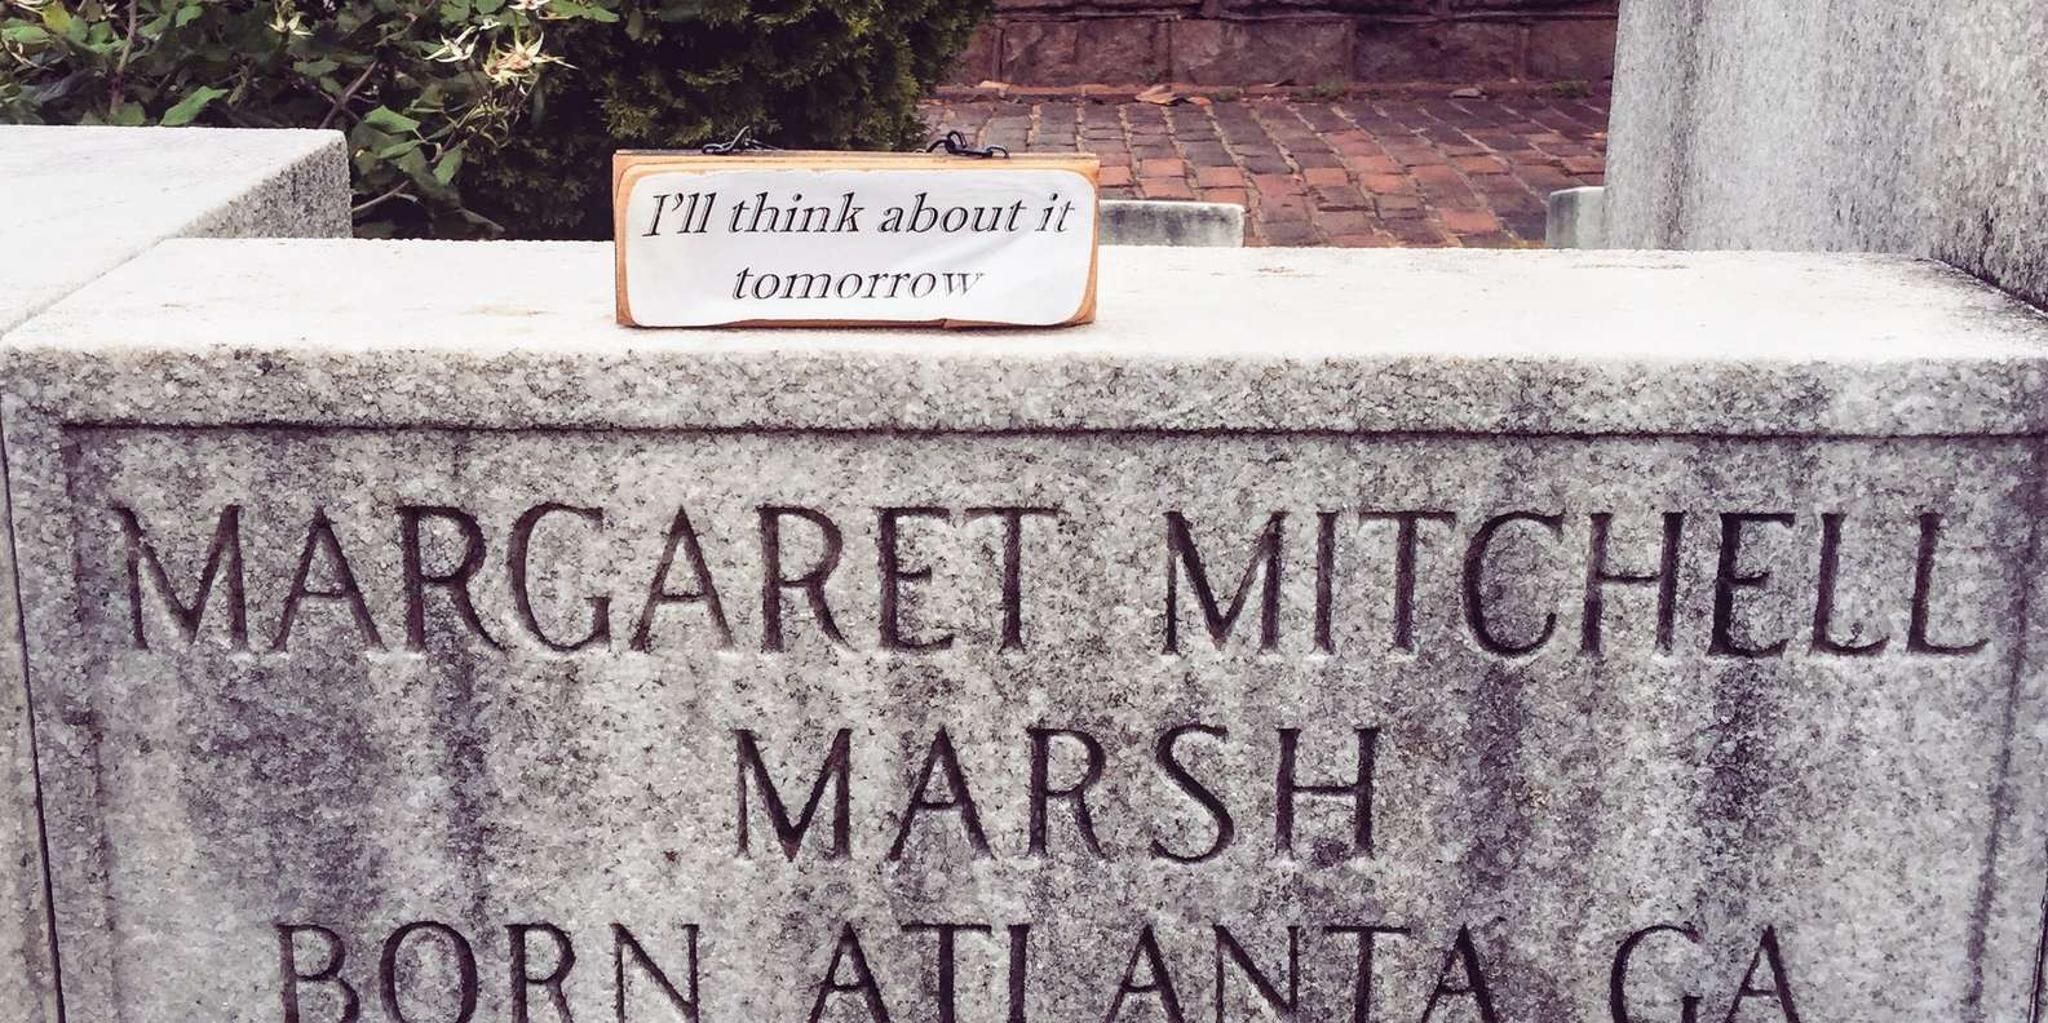 I'll think about it
tomorrow
MARGARET MITCHELL
MARSH
BORN ATLANTA GA